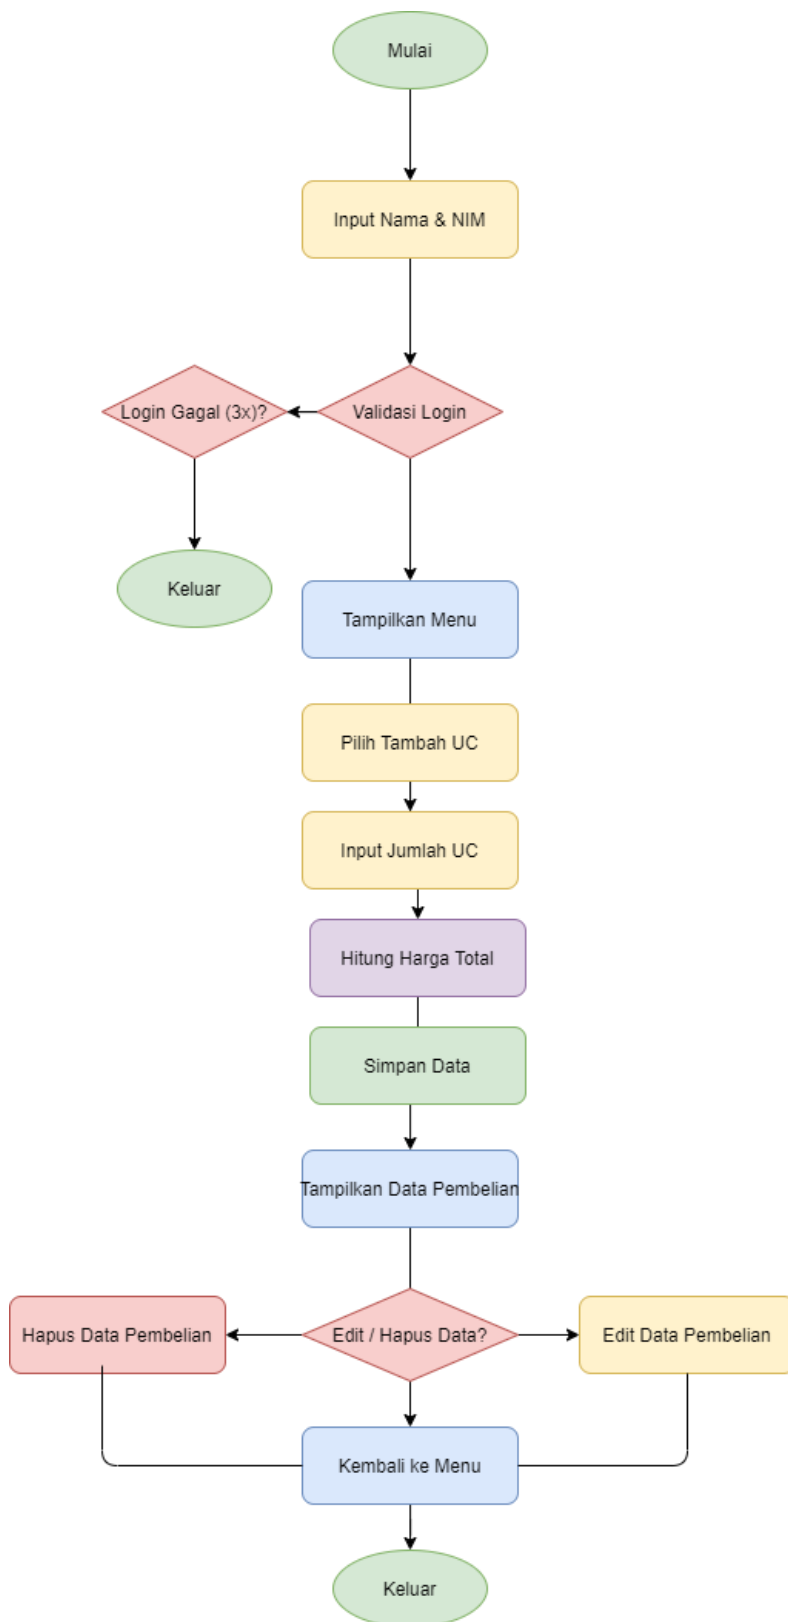 Mulai
Input Nama & NIM
Login Gagal (3x)?
Validasi Login
Keluar
Tampilkan Menu
Pilih Tambah UC
Input Jumlah UC
Hitung Harga Total
Simpan Data
Tampilkan Data Pembelian
Hapus Data Pembelian
Edit / Hapus Data?
Edit Data Pembelian
Kembali ke Menu
Keluar